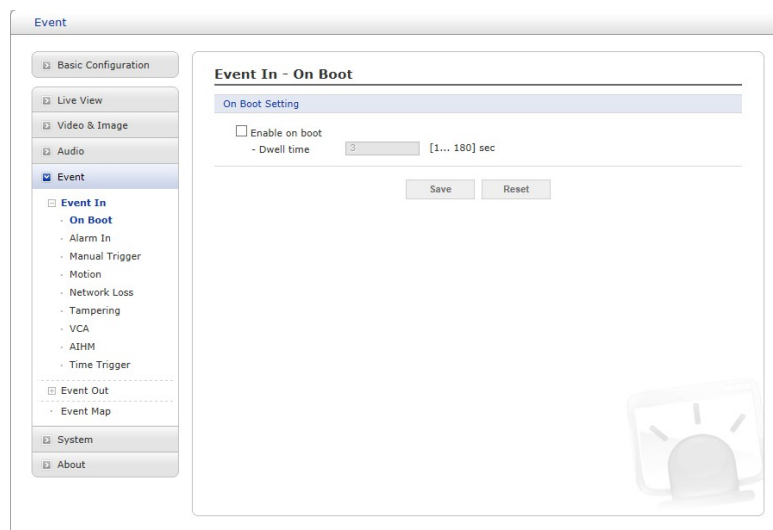 Event
Basic Configuration
Live View
Video & Image
Audio
Event
Event In
On Boot
Alarm In
Manual Trigger
Motion
Network Loss
Tampering
VCA
AIHM
Time Trigger
Event Out
Event Map
System
About
Event In - On Boot
On Boot Setting
Enable on boot
- Dwell time 3 [1... 180] sec
Save Reset